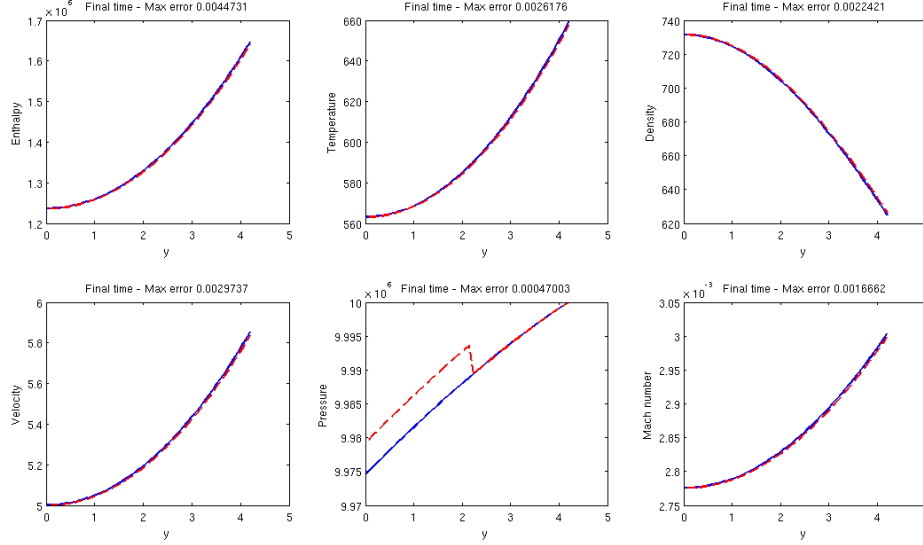 Final time - Max error 0.0044731
× 10^6
1.7
1.6
1.5
1.4
1.3
1.2
Enthalpy
0 1 2 3 4 5
y
Final time - Max error 0.0026176
660
640
620
600
580
560
Temperature
0 1 2 3 4 5
y
Final time - Max error 0.0022421
740
720
700
680
660
640
620
Density
0 1 2 3 4
y
Final time - Max error 0.0029737
6
5.8
5.6
5.4
5.2
5
Velocity
0 1 2 3 4 5
y
Final time - Max error 0.00047003
× 10^6
10
9.995
9.99
9.985
9.98
9.975
9.97
Pressure
0 1 2 3 4 5
y
Final time - Max error 0.0016662
× 10^-3
3.05
3
2.95
2.9
2.85
2.8
2.75
Mach number
0 1 2 3 4
y